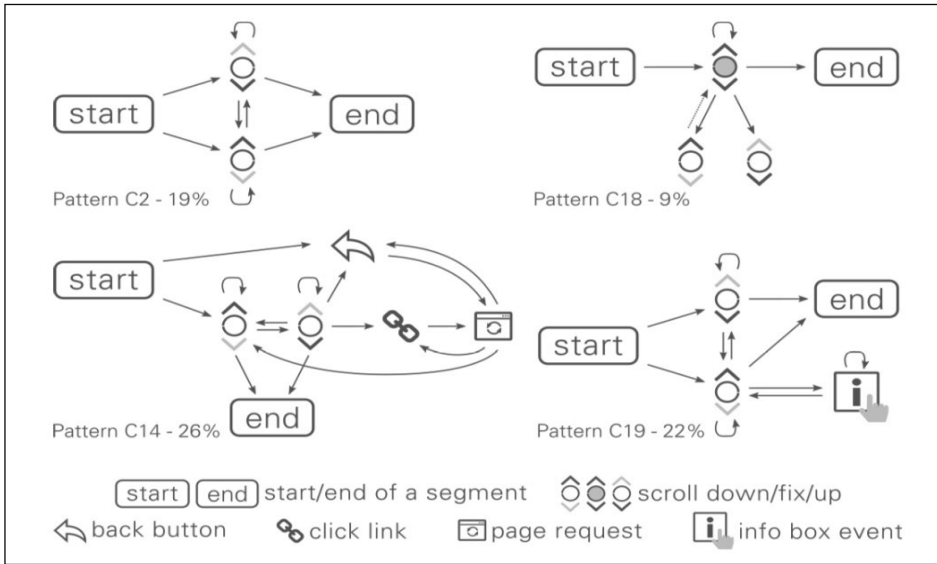 start
end
Pattern C2 - 19%
start
end
Pattern C18 - 9%
start
end
Pattern C14 - 26%
start
end
i
Pattern C19 - 22%
start end start/end of a segment scroll down/fix/up
back button click link page request i info box event